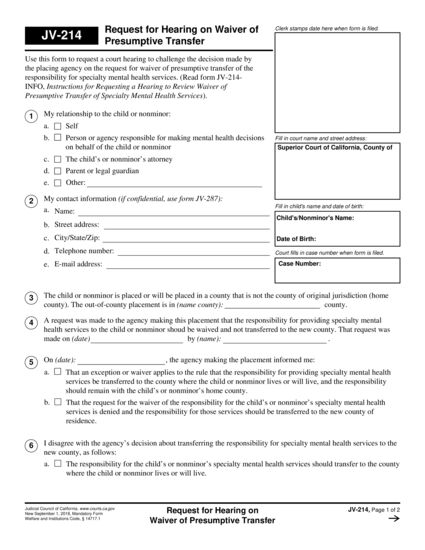 JV-214
Request for Hearing on Waiver of
Presumptive Transfer
Clerk stamps date here when form is filed.
Use this form to request a court hearing to challenge the decision made by
the placing agency on the request for waiver of presumptive transfer of the
responsibility for specialty mental health services. (Read form JV-214-
INFO, Instructions for Requesting a Hearing to Review Waiver of
Presumptive Transfer of Specialty Mental Health Services).
1 My relationship to the child or nonminor:
a. Self
b. Person or agency responsible for making mental health decisions
on behalf of the child or nonminor
c. The child's or nonminor's attorney
d. Parent or legal guardian
e. Other:
Fill in court name and street address:
Superior Court of California, County of
2 My contact information (if confidential, use form JV-287):
a. Name:
b. Street address:
c. City/State/Zip:
d. Telephone number:
e. E-mail address:
Fill in child's name and date of birth:
Child's/Nonminor's Name:
Date of Birth:
Court fills in case number when form is filed.
Case Number:
3 The child or nonminor is placed or will be placed in a county that is not the county of original jurisdiction (home
county). The out-of-county placement is in (name county): county.
4 A request was made to the agency making this placement that the responsibility for providing specialty mental
health services to the child or nonminor shoud be waived and not transferred to the new county. That request was
made on (date) by (name): .
5 On (date): , the agency making the placement informed me:
a. That an exception or waiver applies to the rule that the responsibility for providing specialty mental health
services be transferred to the county where the child or nonminor lives or will live, and the responsibility
should remain with the child's or nonminor's home county.
b. That the request for the waiver of the responsibility for the child's or nonminor's specialty mental health
services is denied and the responsibility for those services should be transferred to the new county of
residence.
6 I disagree with the agency's decision about transferring the responsibility for specialty mental health services to the
new county, as follows:
a. The responsibility for the child's or nonminor's specialty mental health services should transfer to the county
where the child or nonminor lives or will live.
Judicial Council of California, www.courts.ca.gov
New September 1, 2018, Mandatory Form
Welfare and Institutions Code, § 14717.1
Request for Hearing on
Waiver of Presumptive Transfer
JV-214, Page 1 of 2